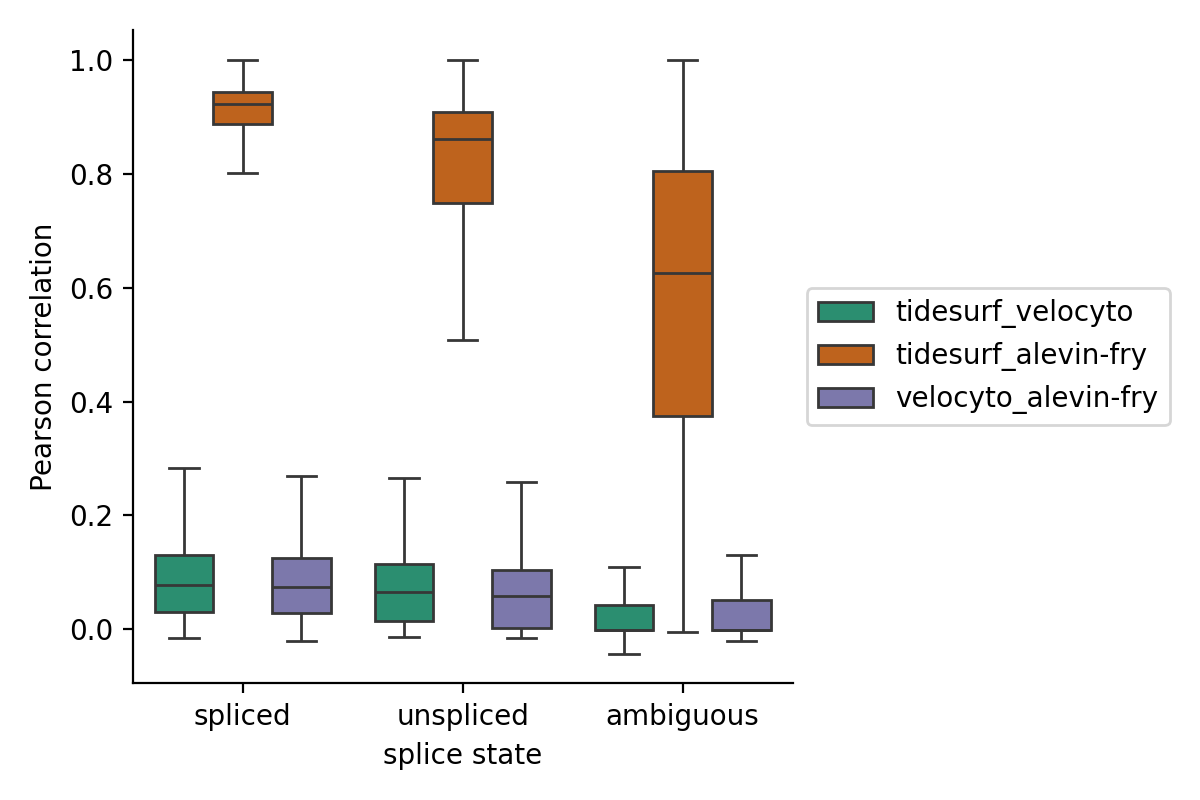 1.0
0.8
0.6
0.4
0.2
0.0
Pearson correlation
spliced
unspliced
ambiguous
splice state
tidesurf_velocyto
tidesurf_alevin-fry
velocyto_alevin-fry